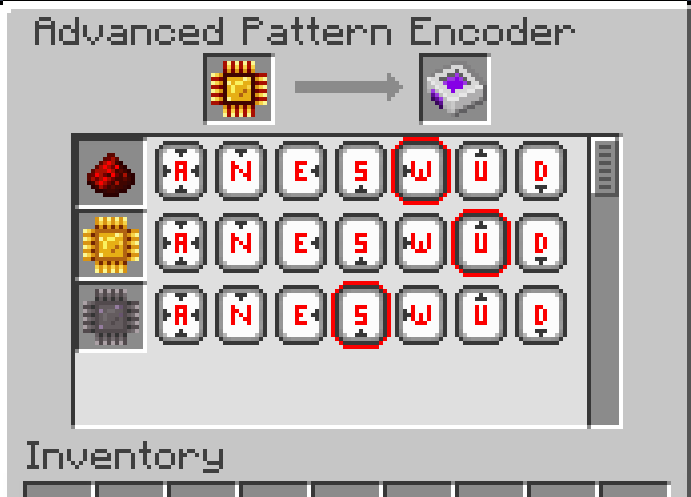 Advanced Pattern Encoder
A N E S W U D
A N E S W U D
A N E S W U D
Inventory